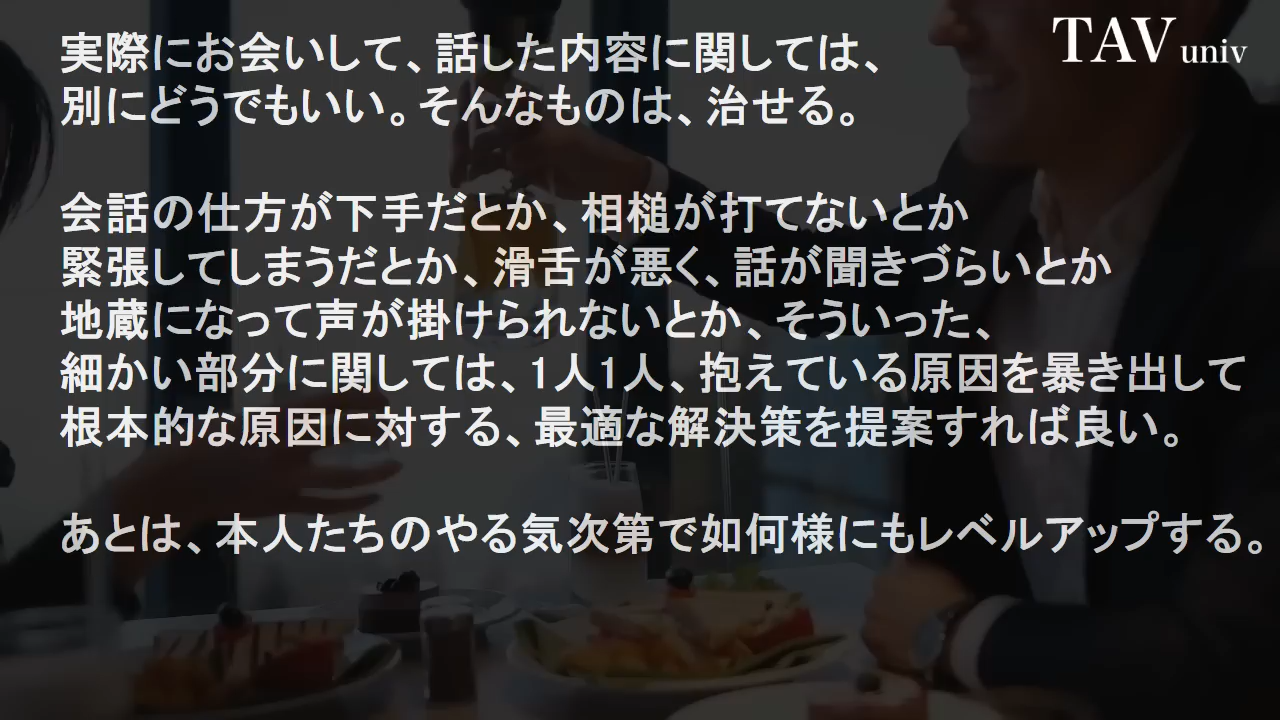 TAV univ
実際にお会いして、話した内容に関しては、
別にどうでもいい。そんなものは、治せる。
会話の仕方が下手だとか、相槌が打てないとか
緊張してしまうだとか、滑舌が悪く、話が聞きづらいとか
地蔵になって声が掛けられないとか、そういった、
細かい部分に関しては、1人1人、抱えている原因を暴き出して
根本的な原因に対する、最適な解決策を提案すれば良い。
あとは、本人たちのやる気次第で如何様にもレベルアップする。